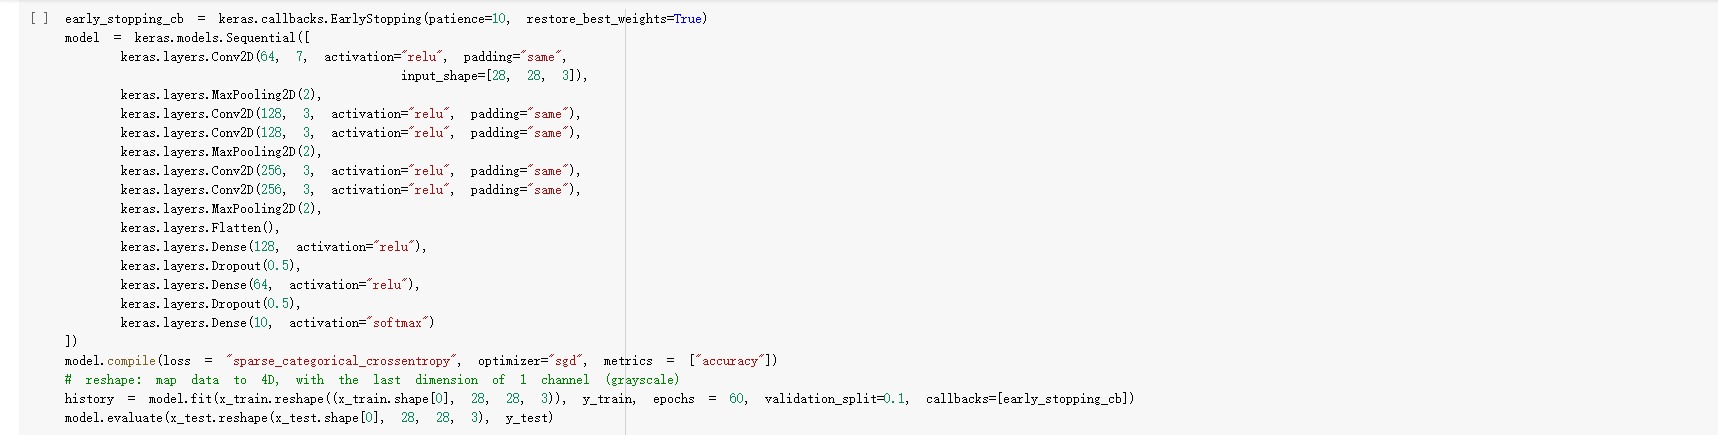 [ ] early_stopping_cb = keras.callbacks.EarlyStopping(patience=10, restore_best_weights=True)
model = keras.models.Sequential([
keras.layers.Conv2D(64, 7, activation="relu", padding="same",
input_shape=[28, 28, 3]),
keras.layers.MaxPooling2D(2),
keras.layers.Conv2D(128, 3, activation="relu", padding="same"),
keras.layers.Conv2D(128, 3, activation="relu", padding="same"),
keras.layers.MaxPooling2D(2),
keras.layers.Conv2D(256, 3, activation="relu", padding="same"),
keras.layers.Conv2D(256, 3, activation="relu", padding="same"),
keras.layers.MaxPooling2D(2),
keras.layers.Flatten(),
keras.layers.Dense(128, activation="relu"),
keras.layers.Dropout(0.5),
keras.layers.Dense(64, activation="relu"),
keras.layers.Dropout(0.5),
keras.layers.Dense(10, activation="softmax")
])
model.compile(loss = "sparse_categorical_crossentropy", optimizer="sgd", metrics = ["accuracy"])
# reshape: map data to 4D, with the last dimension of 1 channel (grayscale)
history = model.fit(x_train.reshape((x_train.shape[0], 28, 28, 3)), y_train, epochs = 60, validation_split=0.1, callbacks=[early_stopping_cb])
model.evaluate(x_test.reshape(x_test.shape[0], 28, 28, 3), y_test)